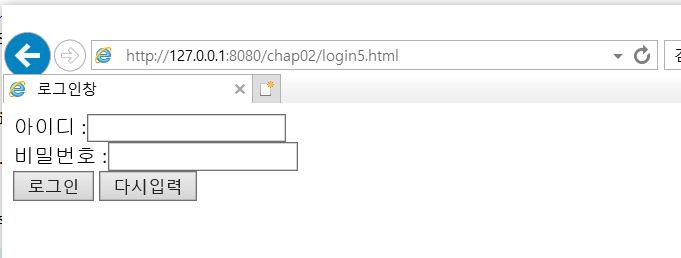 http://127.0.0.1:8080/chap02/login5.html
로그인창
아이디 :
비밀번호 :
로그인 다시입력